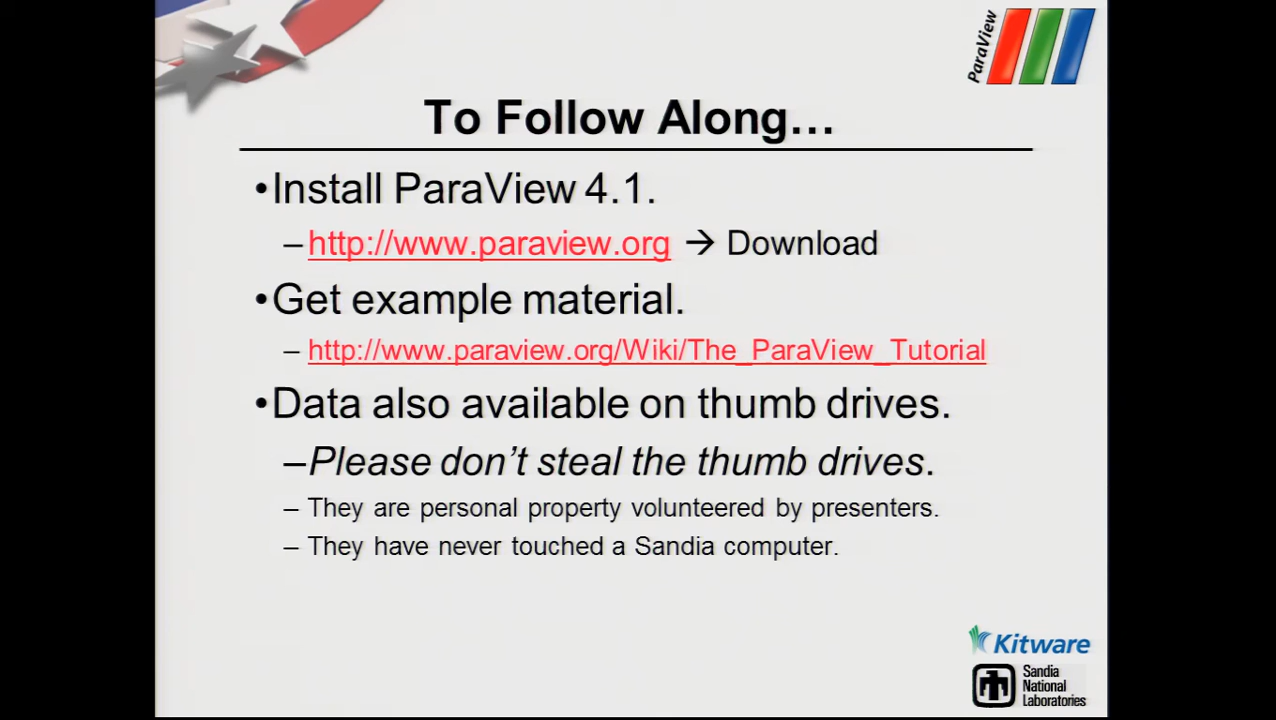 ParaView
To Follow Along…
•Install ParaView 4.1.
–http://www.paraview.org → Download
•Get example material.
–http://www.paraview.org/Wiki/The_ParaView_Tutorial
•Data also available on thumb drives.
–Please don’t steal the thumb drives.
–They are personal property volunteered by presenters.
–They have never touched a Sandia computer.
Kitware
Sandia
National
Laboratories